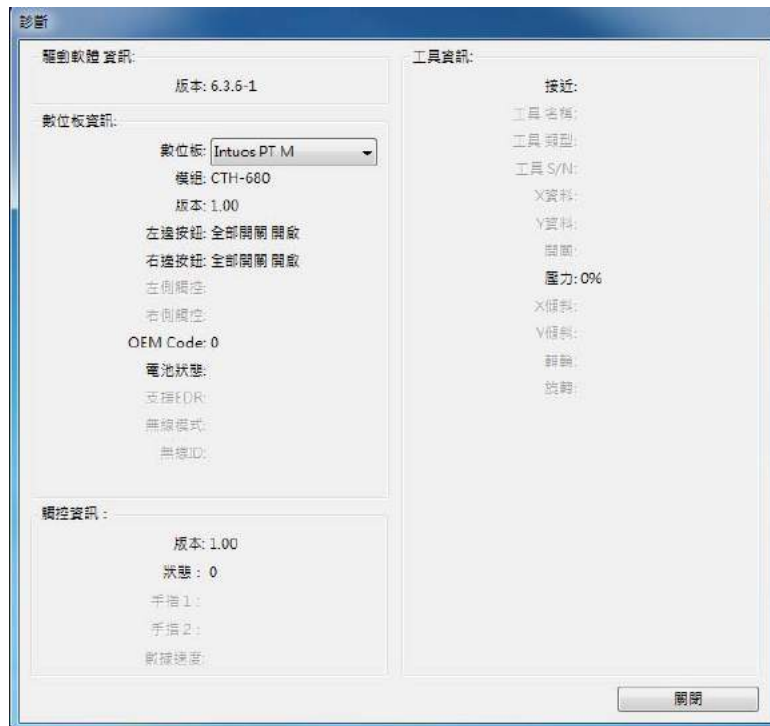 診斷
驅動軟體 資訊:
版本: 6.3.6-1
數位板資訊:
數位板: Intuos PT M
模組: CTH-680
版本: 1.00
左邊按鈕: 全部開關 開啟
右邊按鈕: 全部開關 開啟
左側觸控:
右側觸控:
OEM Code: 0
電池狀態:
支援EDR:
無線模式:
無線ID:
觸控資訊：
版本: 1.00
狀態： 0
手指 1：
手指 2：
數據速度:
工具資訊:
接近:
工具 名稱:
工具 類型:
工具 S/N:
X資料:
Y資料:
開關:
壓力: 0%
X傾斜:
Y傾斜:
轉輪:
旋轉:
關閉